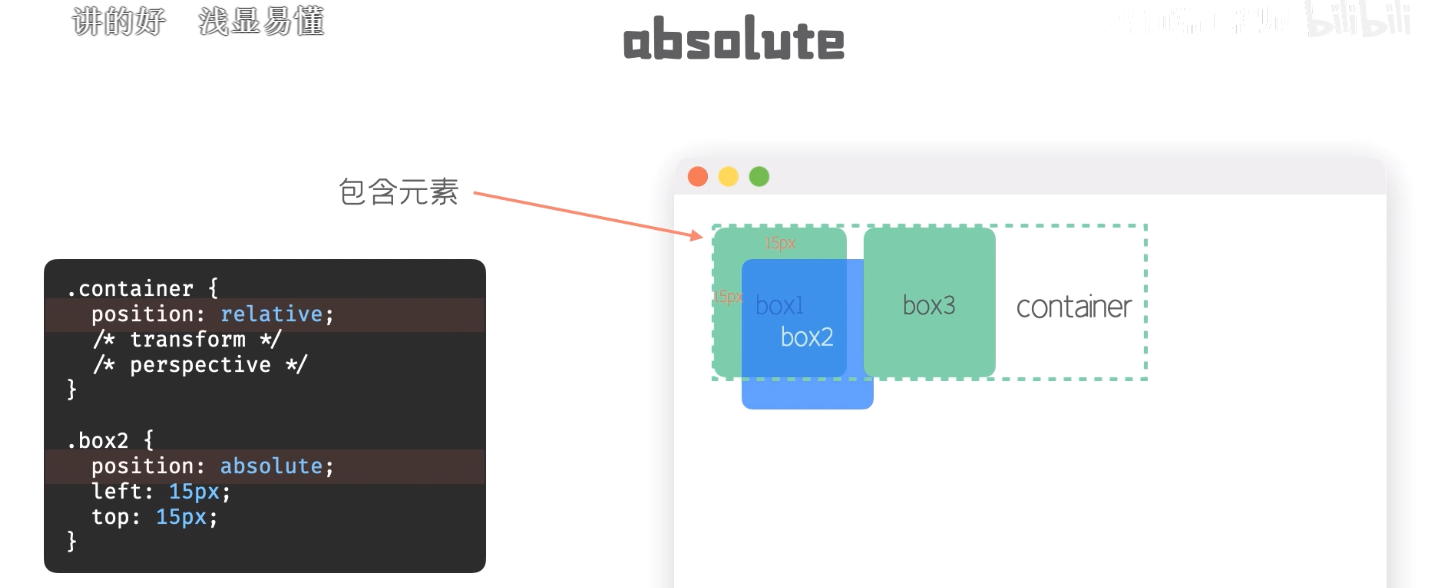 讲的好 浅显易懂
absolute
bilibili
包含元素
.container {
position: relative;
/* transform */
/* perspective */
}
.box2 {
position: absolute;
left: 15px;
top: 15px;
}
15px
15px
box1
box2
box3
container